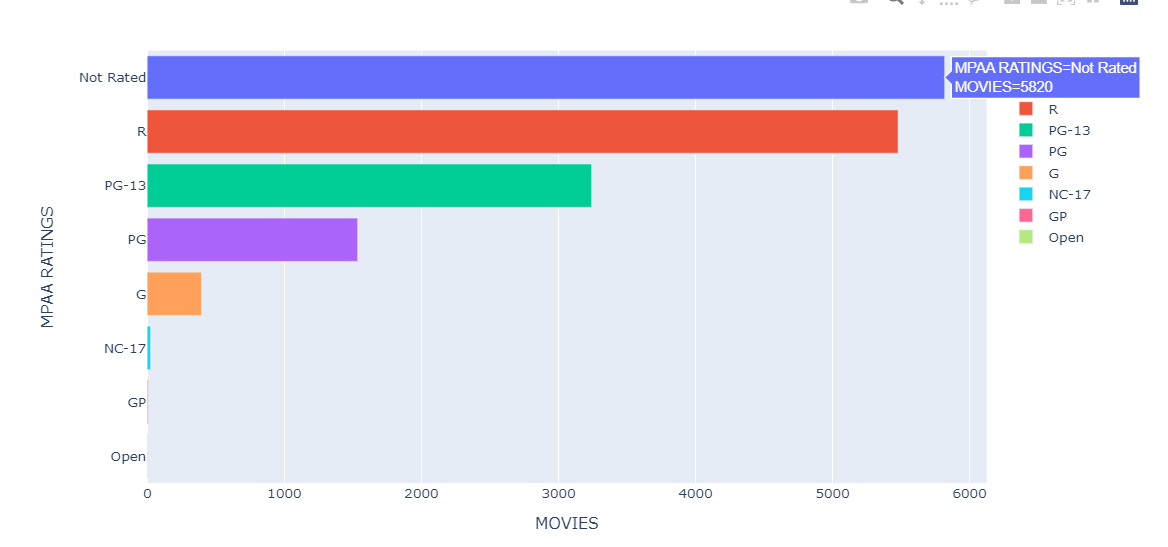 Not Rated
R
PG-13
PG
G
NC-17
GP
Open
MPAA RATINGS
0 1000 2000 3000 4000 5000 6000
MOVIES
MPAA RATINGS=Not Rated
MOVIES=5820
R
PG-13
PG
G
NC-17
GP
Open